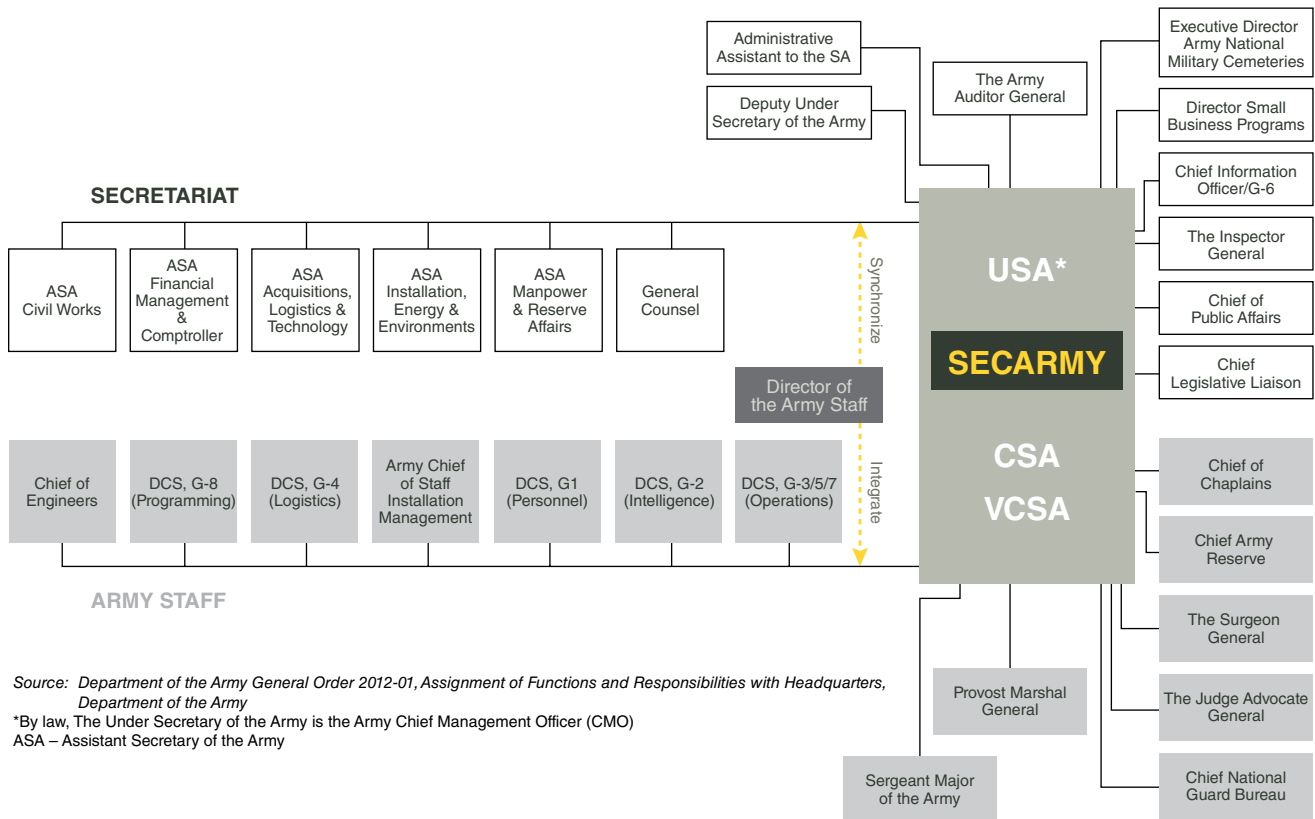 Administrative
Assistant to the SA
Deputy Under
Secretary of the Army
The Army
Auditor General
Executive Director
Army National
Military Cemeteries
Director Small
Business Programs
Chief Information
Officer/G-6
The Inspector
General
Chief of
Public Affairs
Chief
Legislative Liaison
SECRETARIAT
ASA
Civil Works
ASA
Financial
Management
&
Comptroller
ASA
Acquisitions,
Logistics &
Technology
ASA
Installation,
Energy &
Environments
ASA
Manpower
& Reserve
Affairs
General
Counsel
Synchronize
Director of
the Army Staff
Integrate
USA*
SECARMY
CSA
VCSA
Chief of
Engineers
DCS, G-8
(Programming)
DCS, G-4
(Logistics)
Army Chief
of Staff
Installation
Management
DCS, G1
(Personnel)
DCS, G-2
(Intelligence)
DCS, G-3/5/7
(Operations)
ARMY STAFF
Chief of
Chaplains
Chief Army
Reserve
The Surgeon
General
The Judge Advocate
General
Chief National
Guard Bureau
Provost Marshal
General
Sergeant Major
of the Army
Source: Department of the Army General Order 2012-01, Assignment of Functions and Responsibilities with Headquarters,
Department of the Army
*By law, The Under Secretary of the Army is the Army Chief Management Officer (CMO)
ASA – Assistant Secretary of the Army